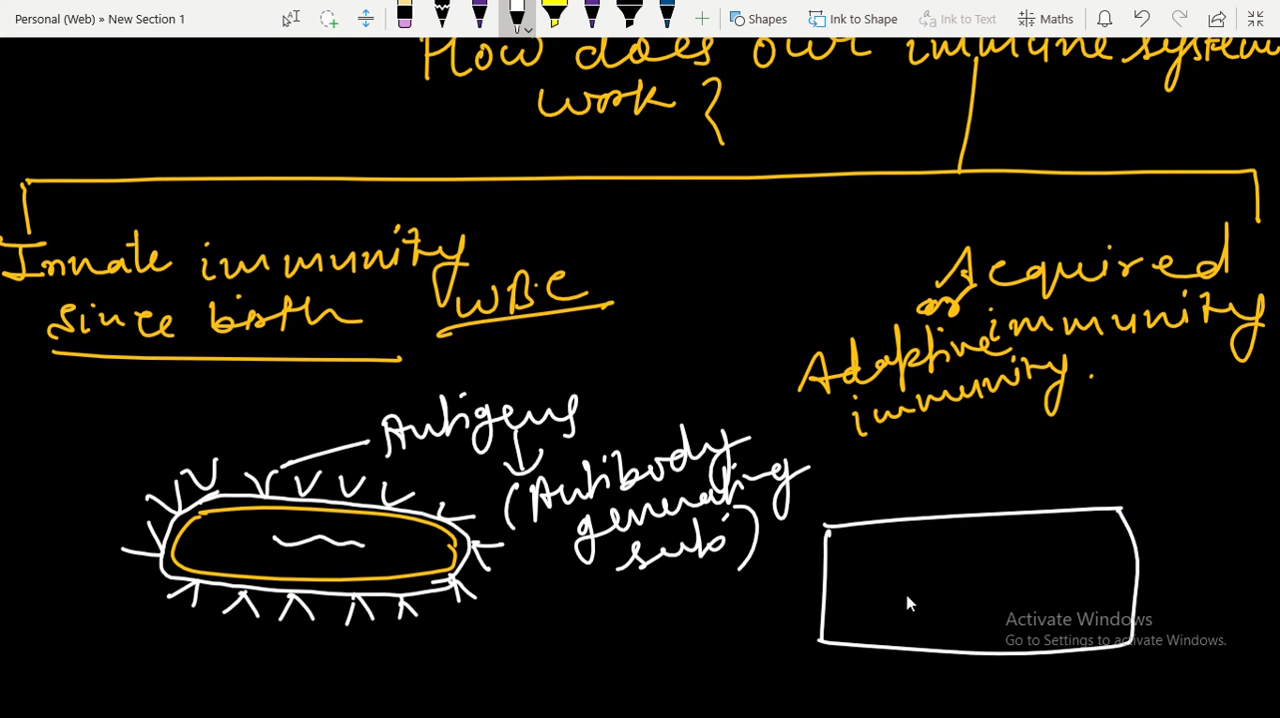 Personal (Web) » New Section 1
Shapes
Ink to Shape
Ink to Text
Maths
How does our immune system
work ?
Innate immunity
since birth
WBC
Acquired
or
immunity
Adaptive
immunity.
Antigens
(Antibody
generating
subs)
Activate Windows
Go to Settings to activate Windows.